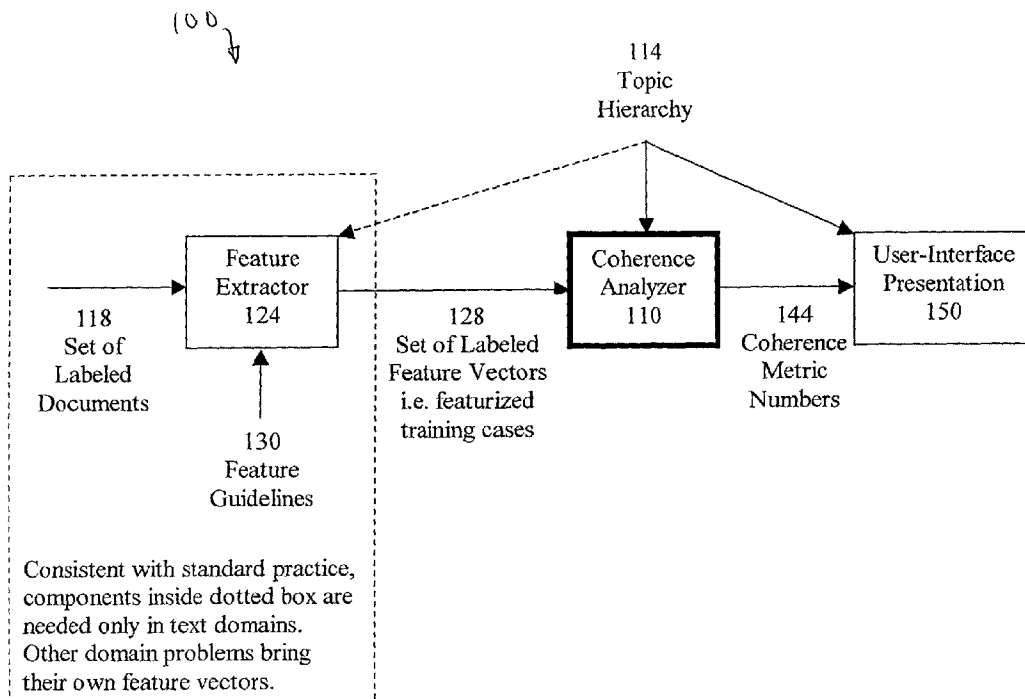 100
114
Topic
Hierarchy
Feature
Extractor
124
Coherence
Analyzer
110
User-Interface
Presentation
150
118
Set of
Labeled
Documents
128
Set of Labeled
Feature Vectors
i.e. featurized
training cases
144
Coherence
Metric
Numbers
130
Feature
Guidelines
Consistent with standard practice,
components inside dotted box are
needed only in text domains.
Other domain problems bring
their own feature vectors.